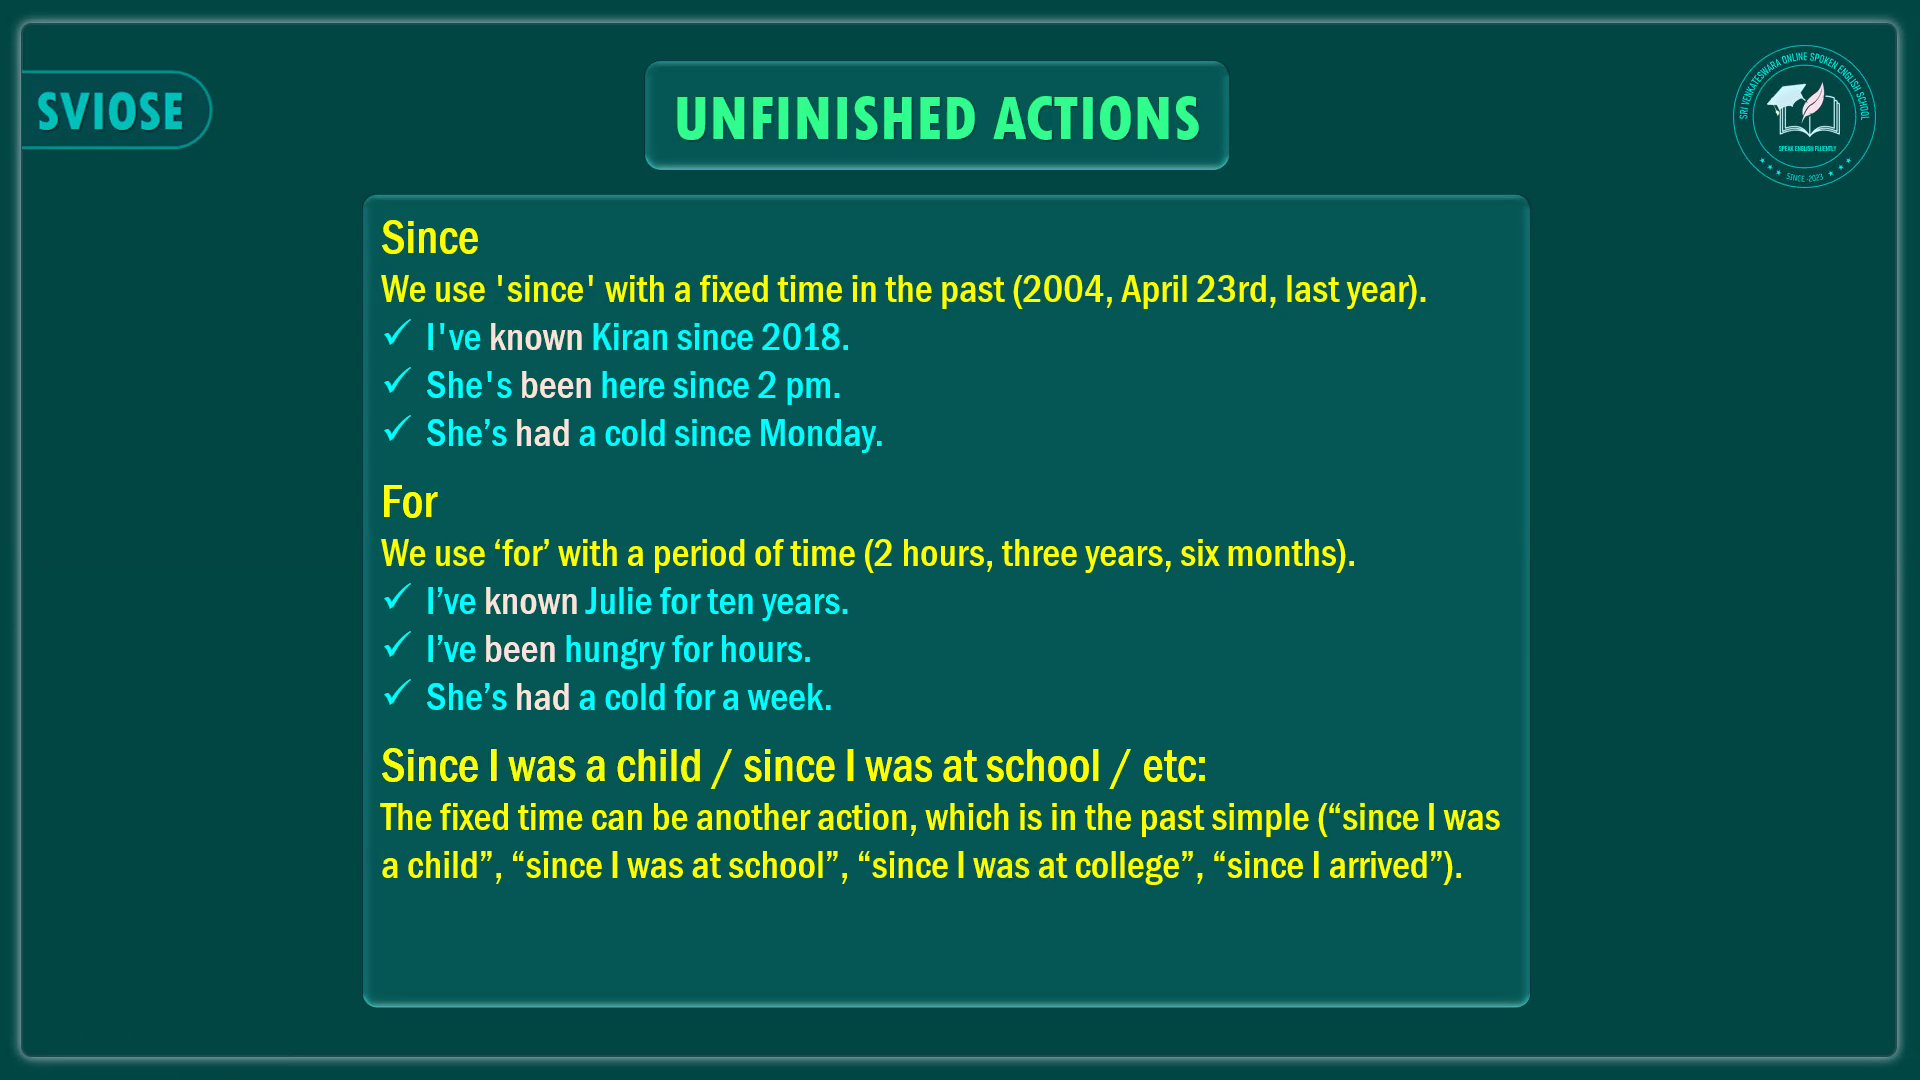 SVIOSE
UNFINISHED ACTIONS
SRI VENKATESWARA ONLINE SPOKEN ENGLISH SCHOOL
SPEAK ENGLISH FLUENTLY
SINCE -2023
Since
We use 'since' with a fixed time in the past (2004, April 23rd, last year).
✓ I've known Kiran since 2018.
✓ She's been here since 2 pm.
✓ She’s had a cold since Monday.
For
We use ‘for’ with a period of time (2 hours, three years, six months).
✓ I’ve known Julie for ten years.
✓ I’ve been hungry for hours.
✓ She’s had a cold for a week.
Since I was a child / since I was at school / etc:
The fixed time can be another action, which is in the past simple (“since I was
a child”, “since I was at school”, “since I was at college”, “since I arrived”).